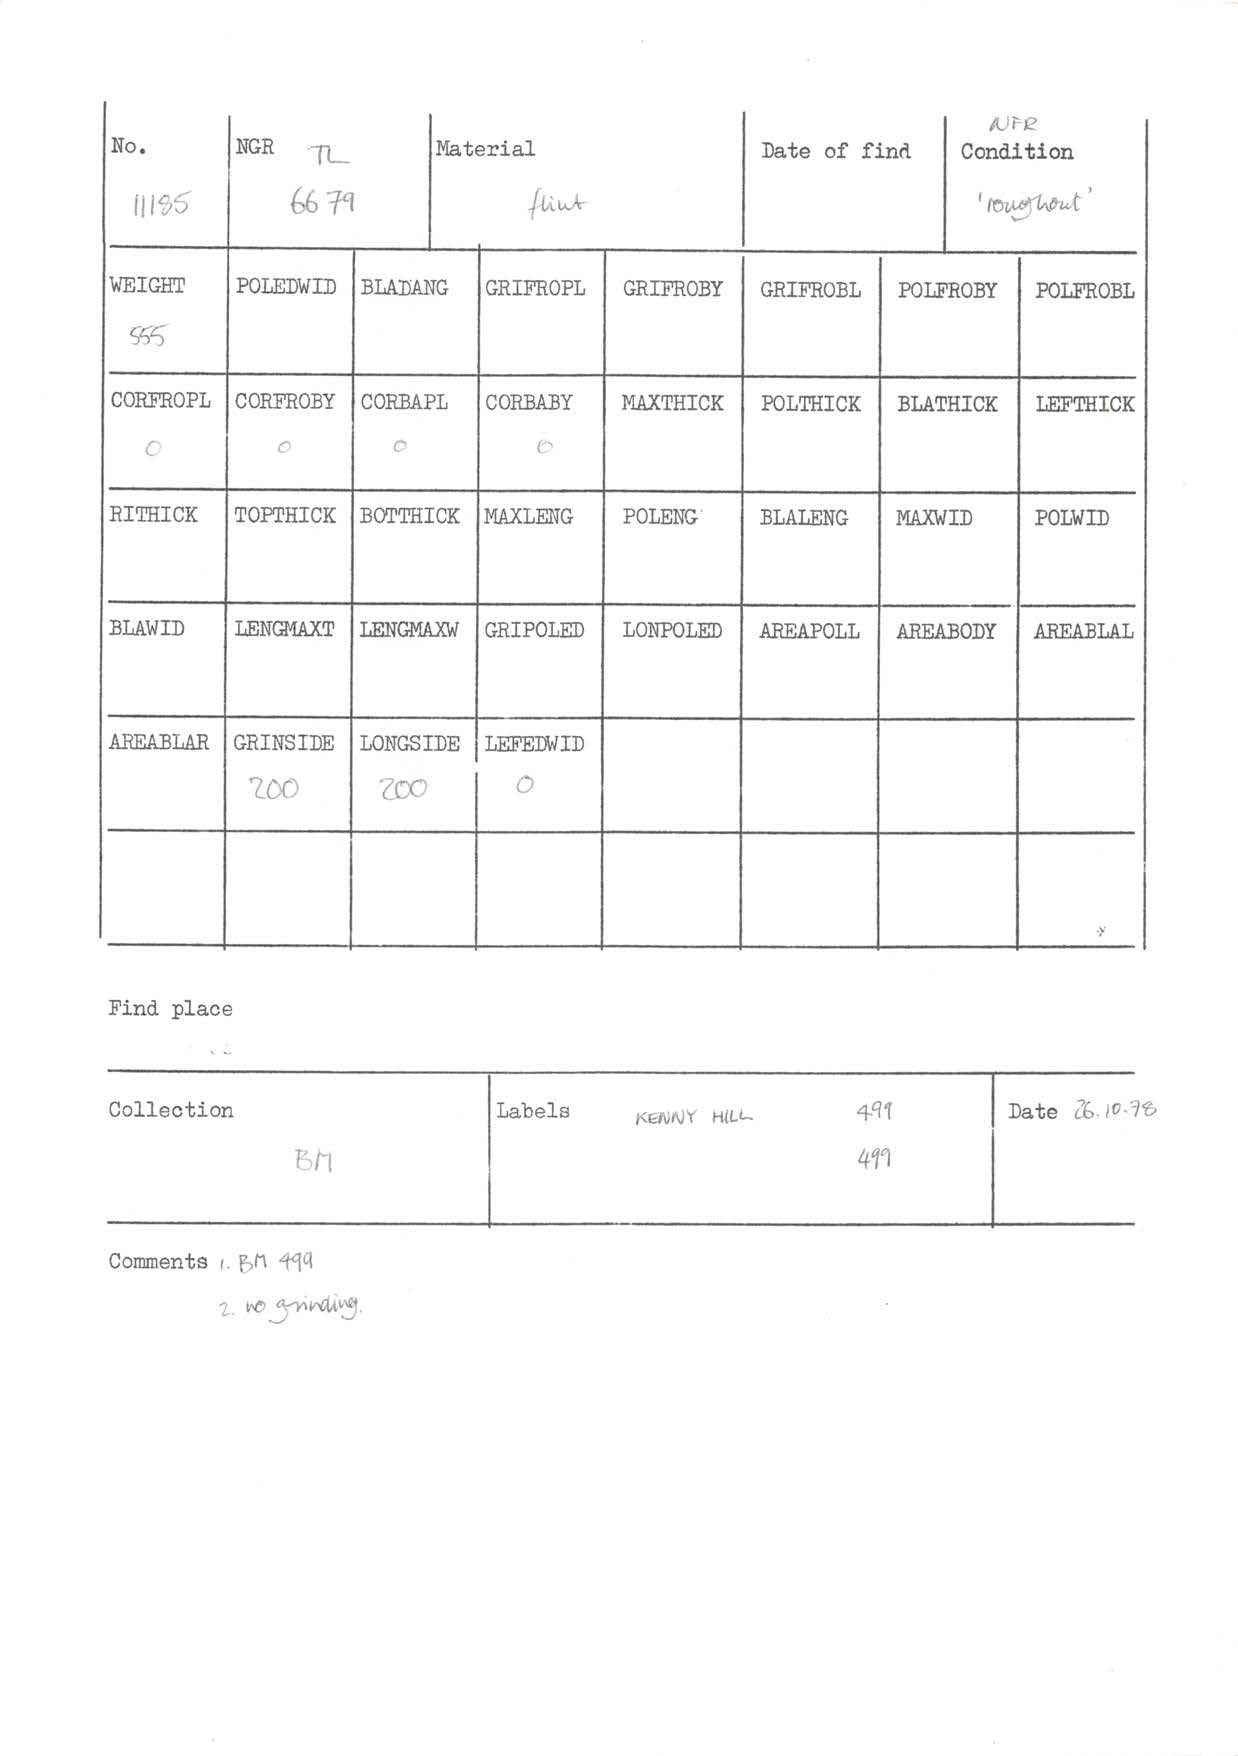 NFR
No. NGR TL Material Date of find Condition
11185 6679 flint 'roughout'
WEIGHT POLEDWID BLADANG GRIFROPL GRIFROBY GRIFROBL POLFROBY POLFROBL
555
CORFROPL CORFROBY CORBAPL CORBABY MAXTHICK POLTHICK BLATHICK LEFTHICK
0 0 0 0
RITHICK TOPTHICK BOTTHICK MAXLENG POLENG BLALENG MAXWID POLWID
BLAWID LENGMAXT LENGMAXW GRIPOLED LONPOLED AREAPOLL AREABODY AREABLAL
AREABLAR GRINSIDE LONGSIDE LEFEDWID
200 200 0
Find place
Collection Labels KENNY HILL 499 Date 26.10.78
BM 499
Comments 1. BM 499
2. no grinding.